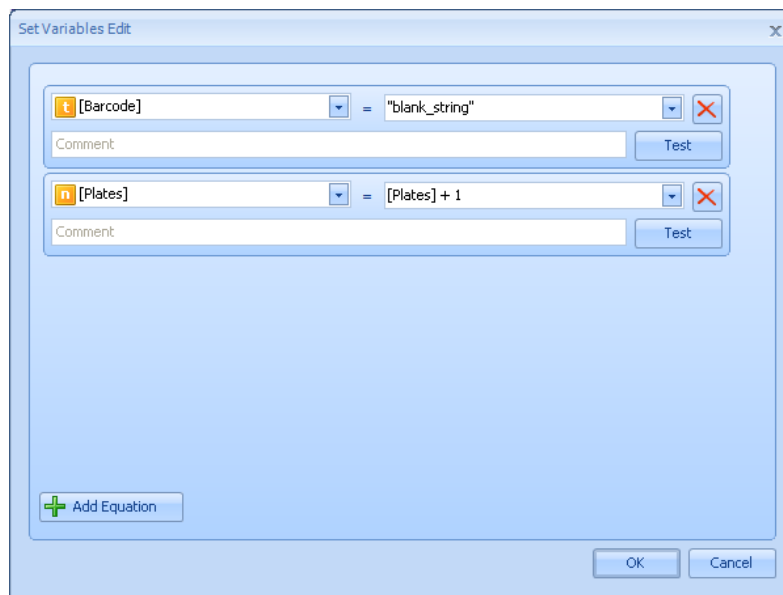 Set Variables Edit
x
t [Barcode] = "blank_string"
Comment Test
n [Plates] = [Plates] + 1
Comment Test
Add Equation
OK Cancel